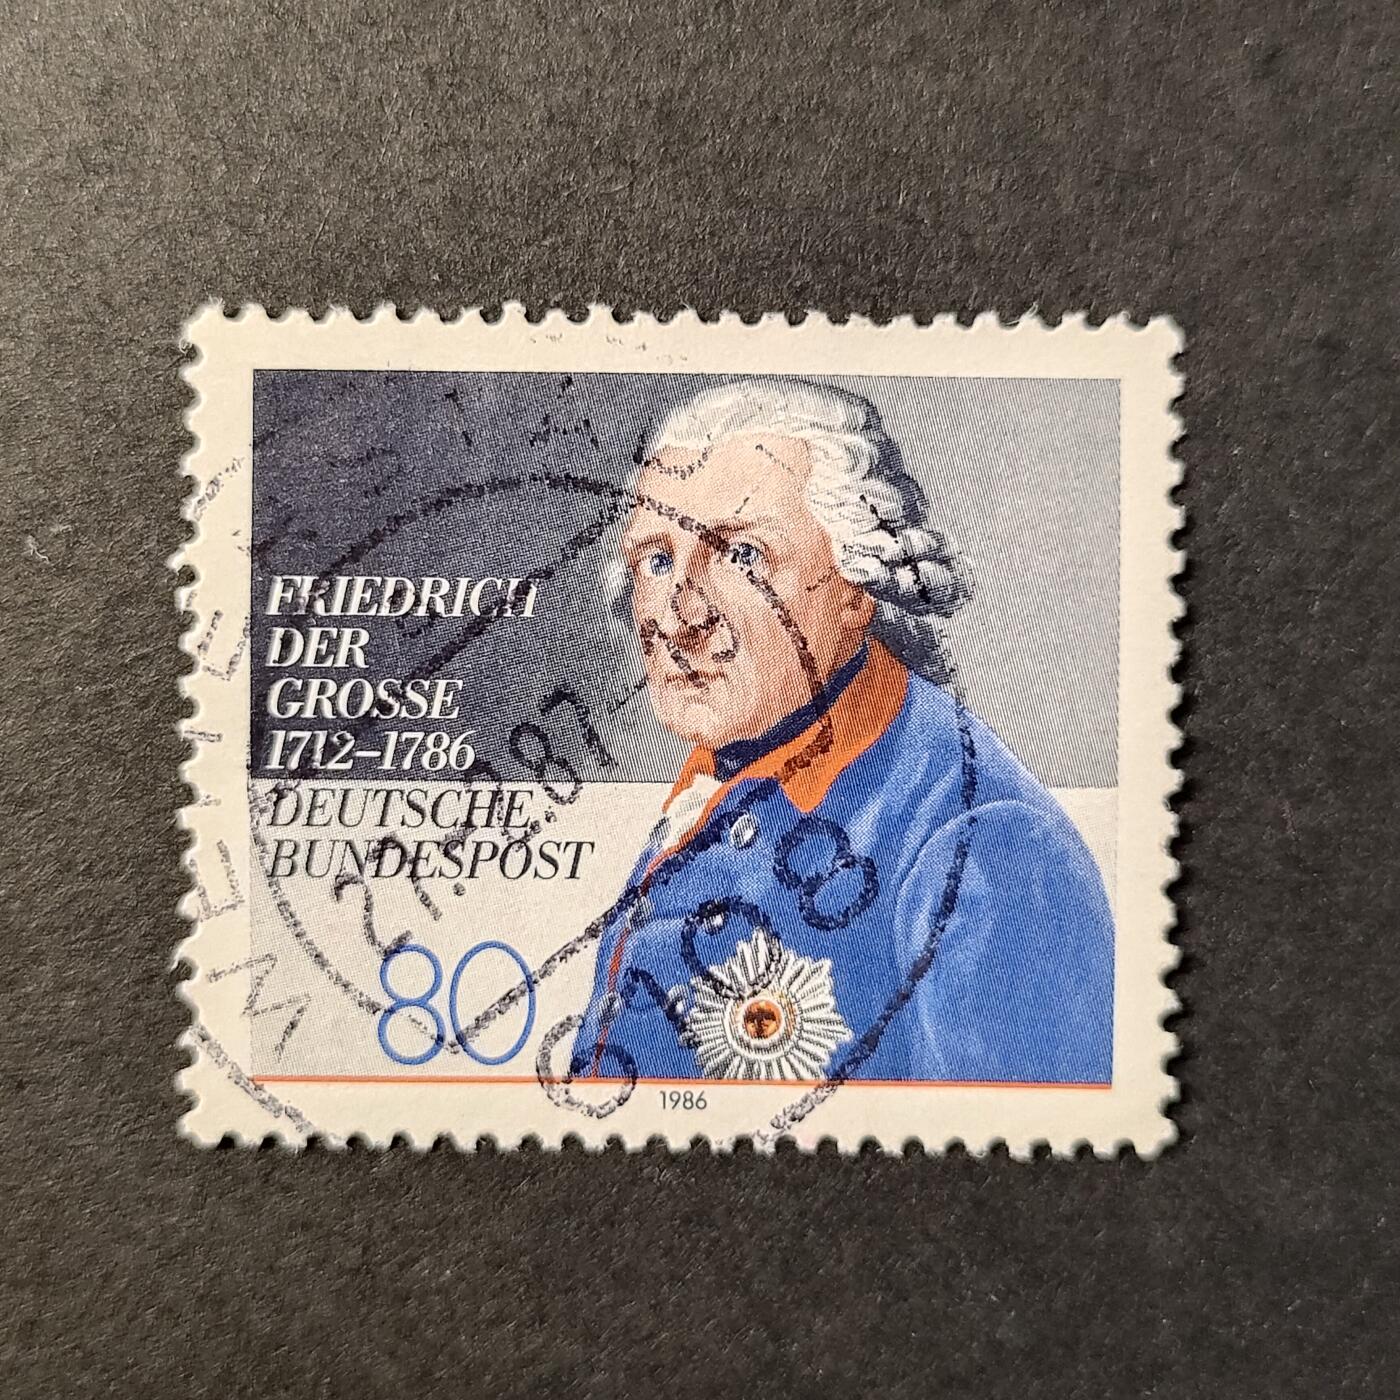 FRIEDRICH
DER
GROSSE
1712–1786
DEUTSCHE
BUNDESPOST
80
1986